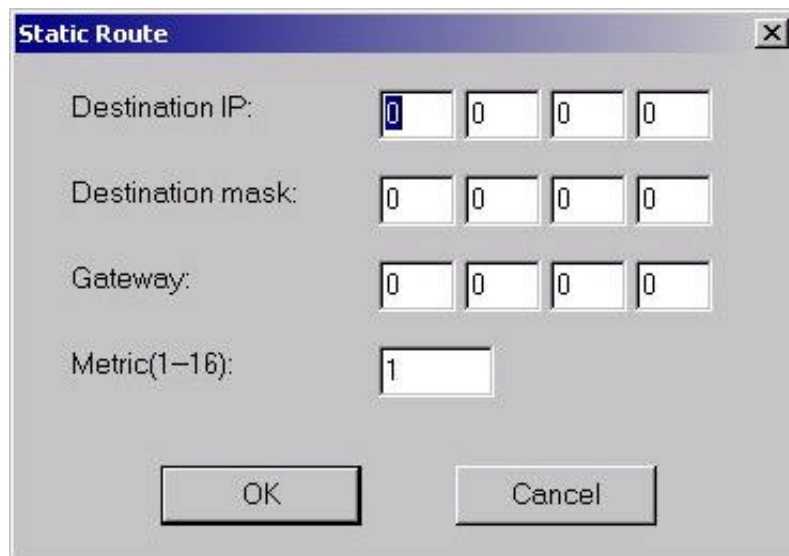 Static Route
Destination IP: 0 0 0 0
Destination mask: 0 0 0 0
Gateway: 0 0 0 0
Metric(1–16): 1
OK Cancel